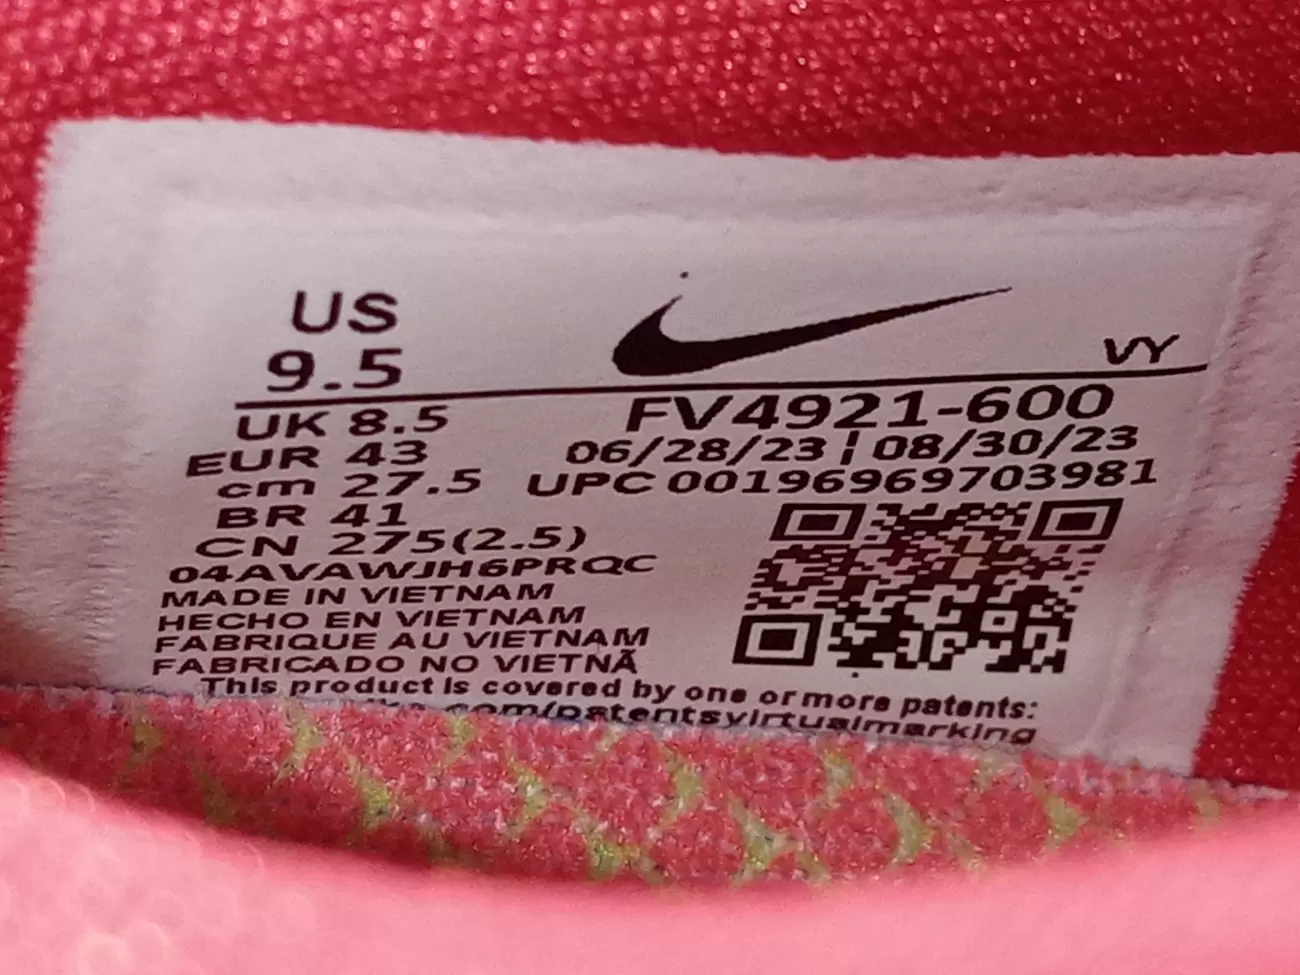 US
9.5
VY
UK 8.5
FV4921-600
EUR 43
06/28/23 ¦ 08/30/23
cm 27.5
UPC 00196969703981
BR 41
CN 275(2.5)
04AVAWJH6PRQC
MADE IN VIETNAM
HECHO EN VIETNAM
FABRIQUE AU VIETNAM
FABRICADO NO VIETNÃ
This product is covered by one or more patents:
.com/patentsvirtualmarking